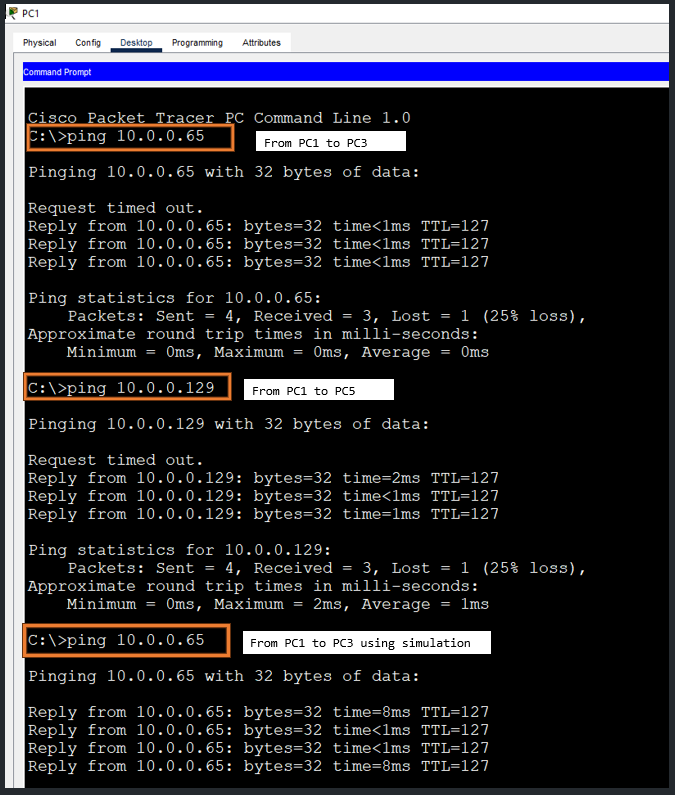 PC1
Physical Config Desktop Programming Attributes
Command Prompt
Cisco Packet Tracer PC Command Line 1.0
C:\>ping 10.0.0.65
From PC1 to PC3
Pinging 10.0.0.65 with 32 bytes of data:
Request timed out.
Reply from 10.0.0.65: bytes=32 time<1ms TTL=127
Reply from 10.0.0.65: bytes=32 time<1ms TTL=127
Reply from 10.0.0.65: bytes=32 time<1ms TTL=127
Ping statistics for 10.0.0.65:
Packets: Sent = 4, Received = 3, Lost = 1 (25% loss),
Approximate round trip times in milli-seconds:
Minimum = 0ms, Maximum = 0ms, Average = 0ms
C:\>ping 10.0.0.129
From PC1 to PC5
Pinging 10.0.0.129 with 32 bytes of data:
Request timed out.
Reply from 10.0.0.129: bytes=32 time=2ms TTL=127
Reply from 10.0.0.129: bytes=32 time<1ms TTL=127
Reply from 10.0.0.129: bytes=32 time=1ms TTL=127
Ping statistics for 10.0.0.129:
Packets: Sent = 4, Received = 3, Lost = 1 (25% loss),
Approximate round trip times in milli-seconds:
Minimum = 0ms, Maximum = 2ms, Average = 1ms
C:\>ping 10.0.0.65
From PC1 to PC3 using simulation
Pinging 10.0.0.65 with 32 bytes of data:
Reply from 10.0.0.65: bytes=32 time=8ms TTL=127
Reply from 10.0.0.65: bytes=32 time<1ms TTL=127
Reply from 10.0.0.65: bytes=32 time<1ms TTL=127
Reply from 10.0.0.65: bytes=32 time=8ms TTL=127